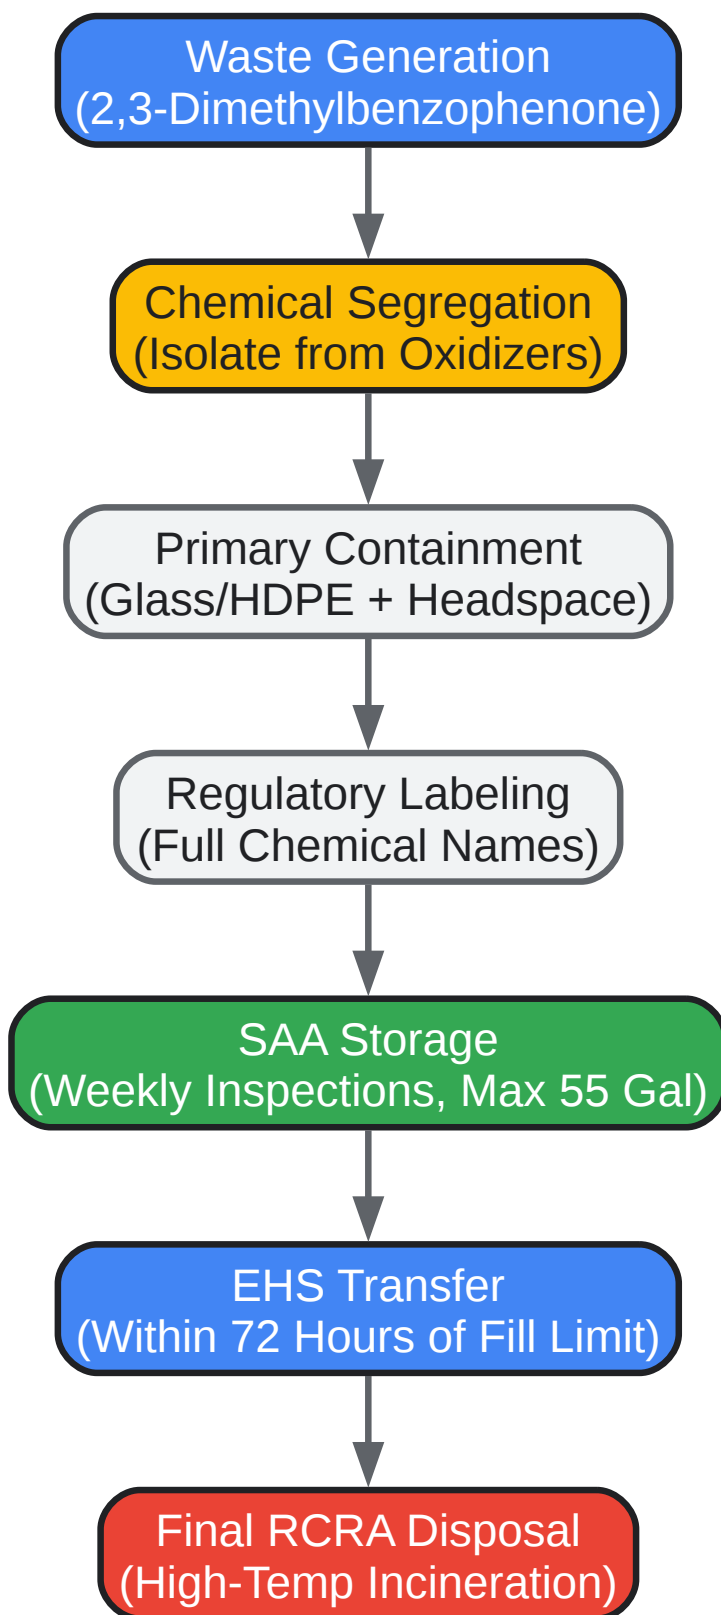 Waste Generation
(2,3-Dimethylbenzophenone)
Chemical Segregation
(Isolate from Oxidizers)
Primary Containment
(Glass/HDPE + Headspace)
Regulatory Labeling
(Full Chemical Names)
SAA Storage
(Weekly Inspections, Max 55 Gal)
EHS Transfer
(Within 72 Hours of Fill Limit)
Final RCRA Disposal
(High-Temp Incineration)